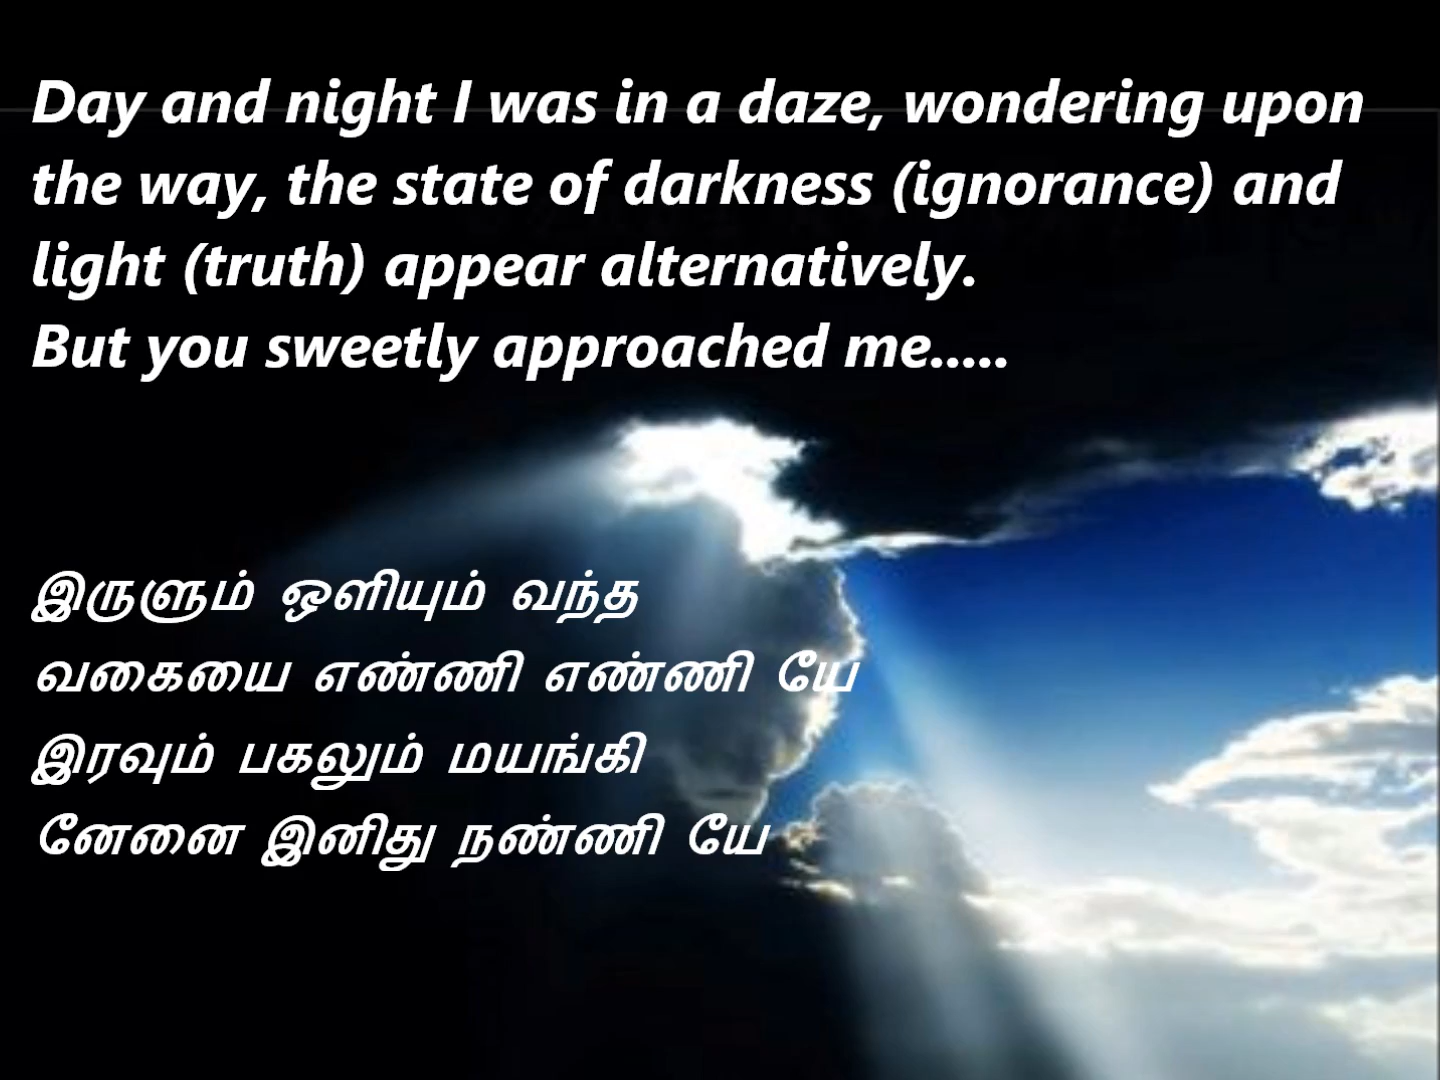 Day and night I was in a daze, wondering upon
the way, the state of darkness (ignorance) and
light (truth) appear alternatively.
But you sweetly approached me.....
இருளும் ஒளியும் வந்த
வகையை எண்ணி எண்ணி யே
இரவும் பகலும் மயங்கி
னேனை இனிது நண்ணி யே